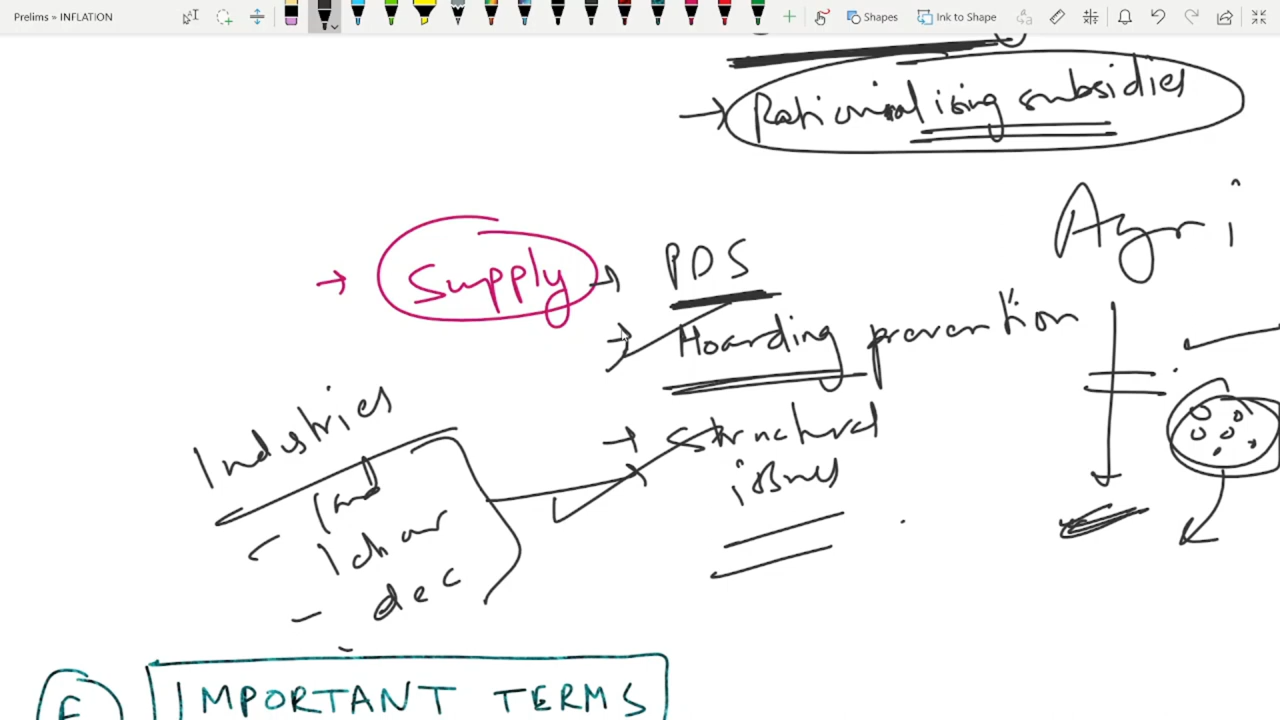 Prelims » INFLATION
Shapes
Ink to Shape
Rationalising subsidies
Agri
Supply
PDS
Hoarding prevention
Industries
Structural
issues
land
labour
elec
IMPORTANT TERMS